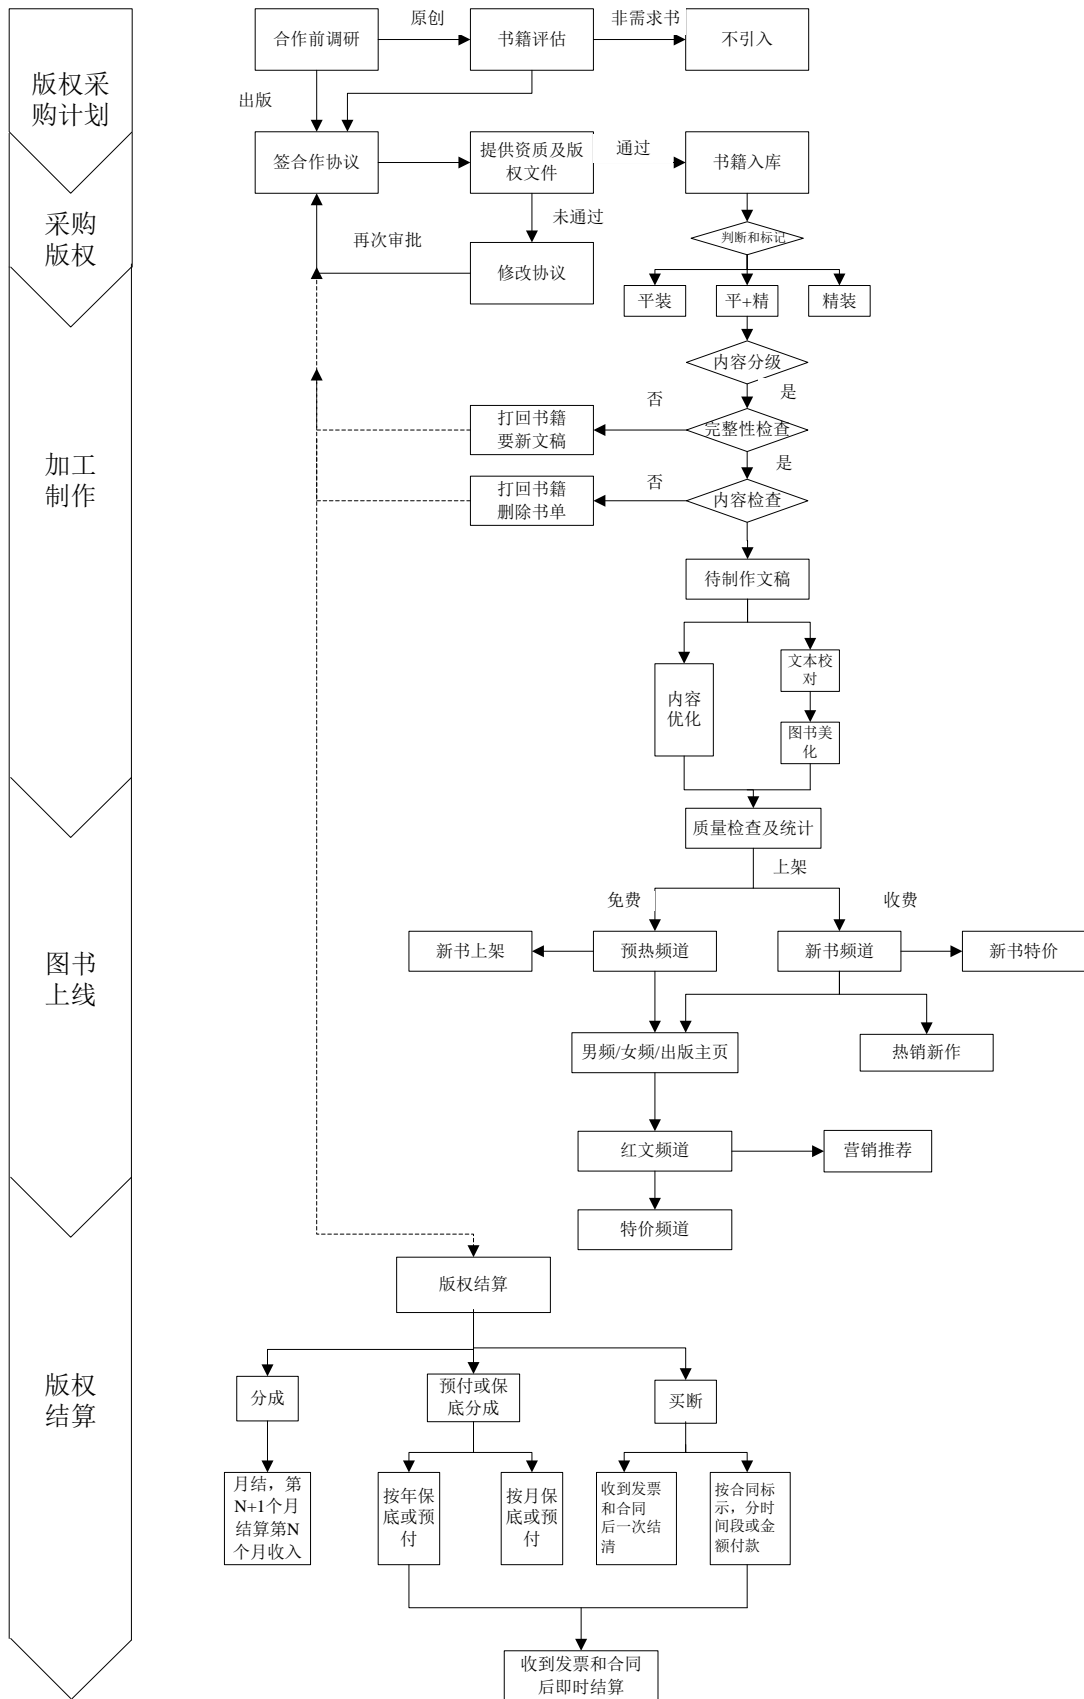 版权采
购计划
采购
版权
加工
制作
图书
上线
版权
结算
合作前调研
原创
书籍评估
非需求书
不引入
出版
签合作协议
提供资质及版
权文件
通过
书籍入库
未通过
再次审批
修改协议
判断和标记
平装
平+精
精装
内容分级
是
否
打回书籍
要新文稿
完整性检查
是
否
打回书籍
删除书单
内容检查
待制作文稿
内容
优化
文本校
对
图书美
化
质量检查及统计
上架
免费
收费
新书上架
预热频道
新书频道
新书特价
男频/女频/出版主页
热销新作
红文频道
营销推荐
特价频道
版权结算
分成
预付或保
底分成
买断
月结，第
N+1个月
结算第N
个月收入
按年保
底或预
付
按月保
底或预
付
收到发票
和合同
后一次结
清
按合同标
示，分时
间段或金
额付款
收到发票和合同
后即时结算